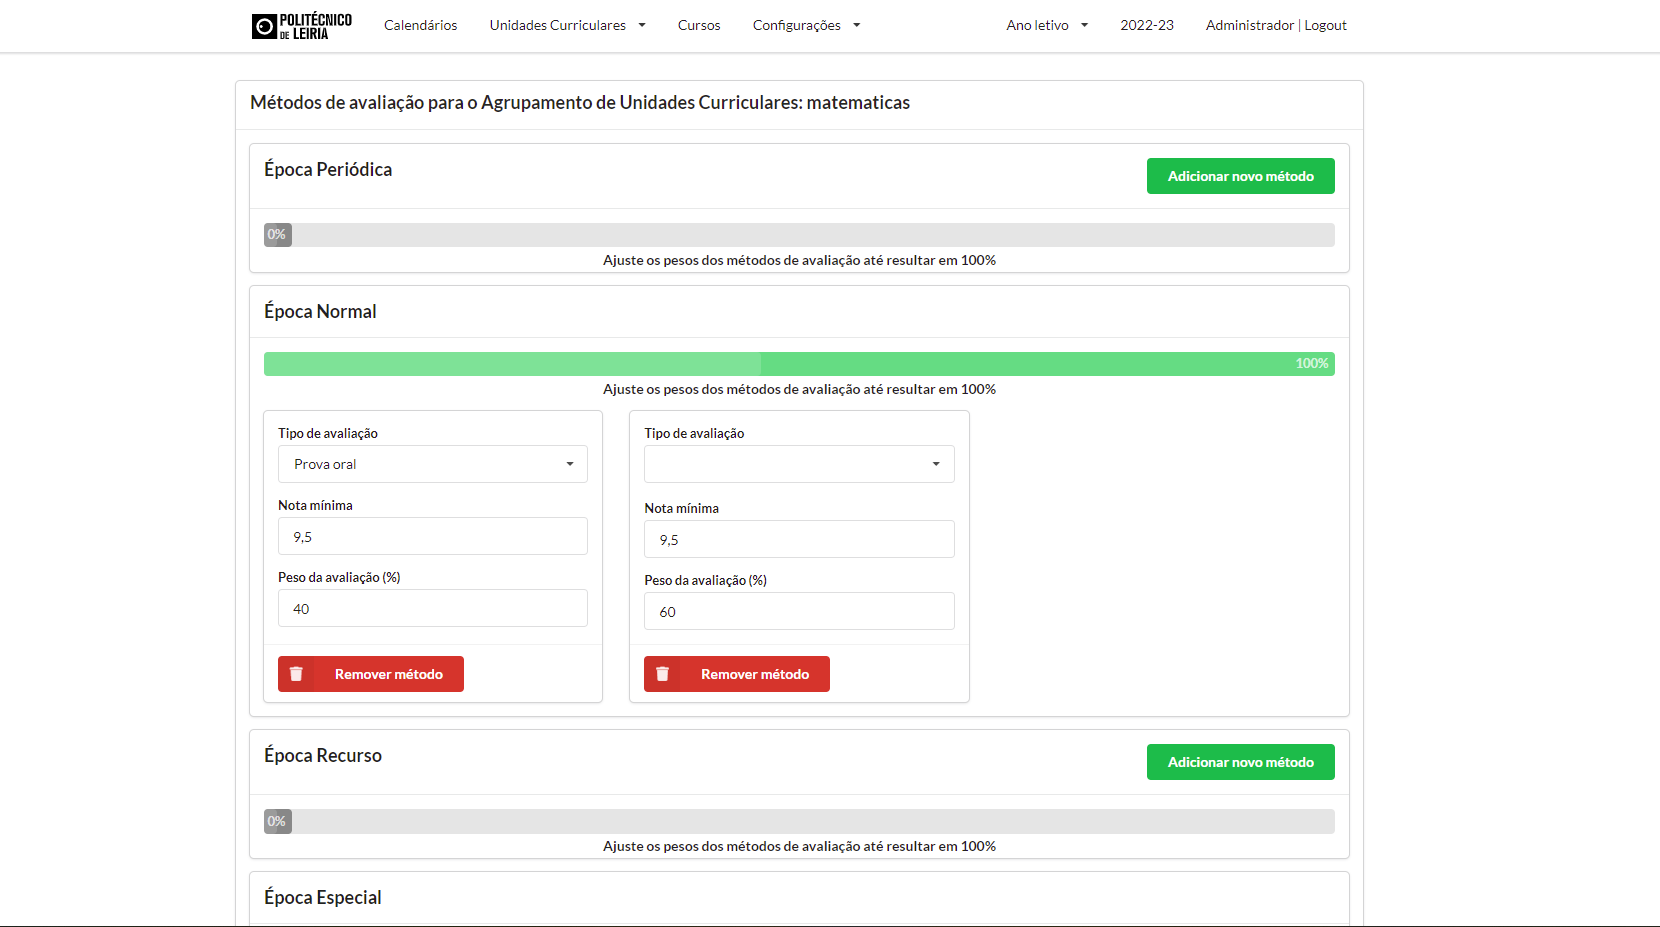 POLITÉCNICO
DE LEIRIA
Calendários
Unidades Curriculares
Cursos
Configurações
Ano letivo
2022-23
Administrador | Logout
Métodos de avaliação para o Agrupamento de Unidades Curriculares: matematicas
Época Periódica
Adicionar novo método
0%
Ajuste os pesos dos métodos de avaliação até resultar em 100%
Época Normal
100%
Ajuste os pesos dos métodos de avaliação até resultar em 100%
Tipo de avaliação
Prova oral
Nota mínima
9,5
Peso da avaliação (%)
40
Remover método
Tipo de avaliação
Nota mínima
9,5
Peso da avaliação (%)
60
Remover método
Época Recurso
Adicionar novo método
0%
Ajuste os pesos dos métodos de avaliação até resultar em 100%
Época Especial